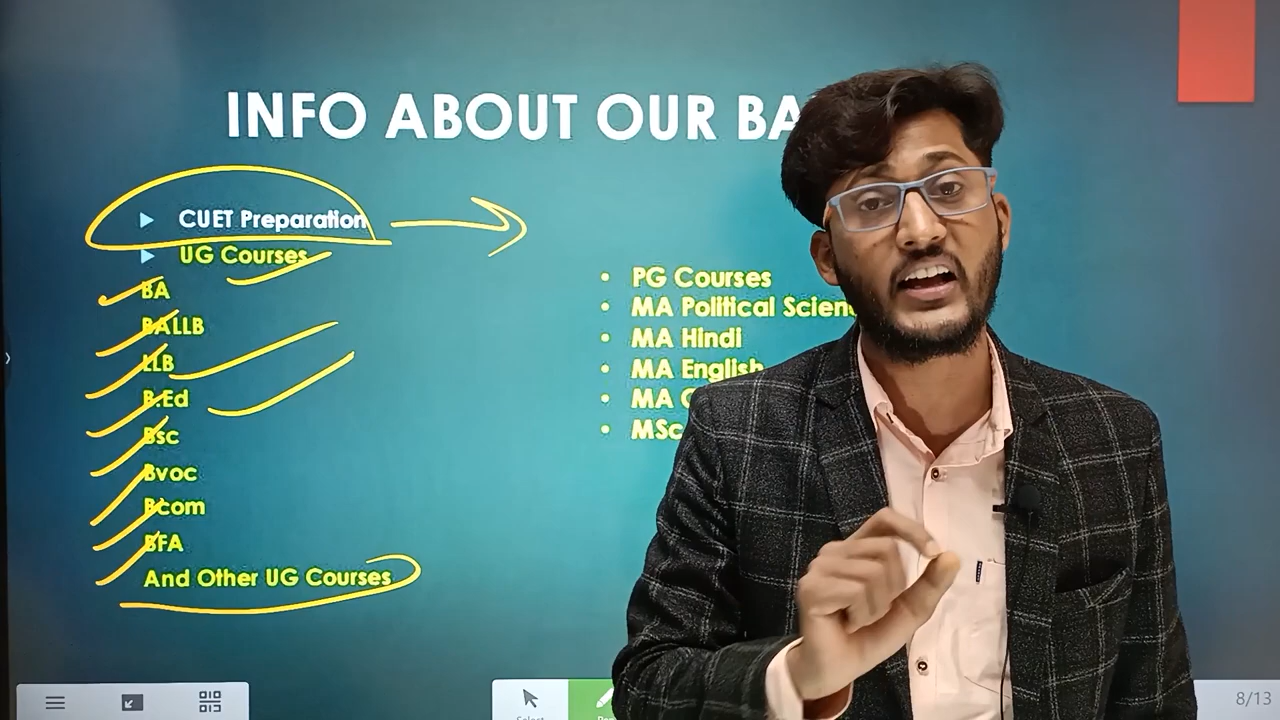 INFO ABOUT OUR BA
CUET Preparation
UG Courses
BA
BALLB
LLB
B.Ed
Bsc
Bvoc
Bcom
BFA
And Other UG Courses
PG Courses
MA Political Scien
MA Hindi
MA English
MA
MSc
Select
8/13